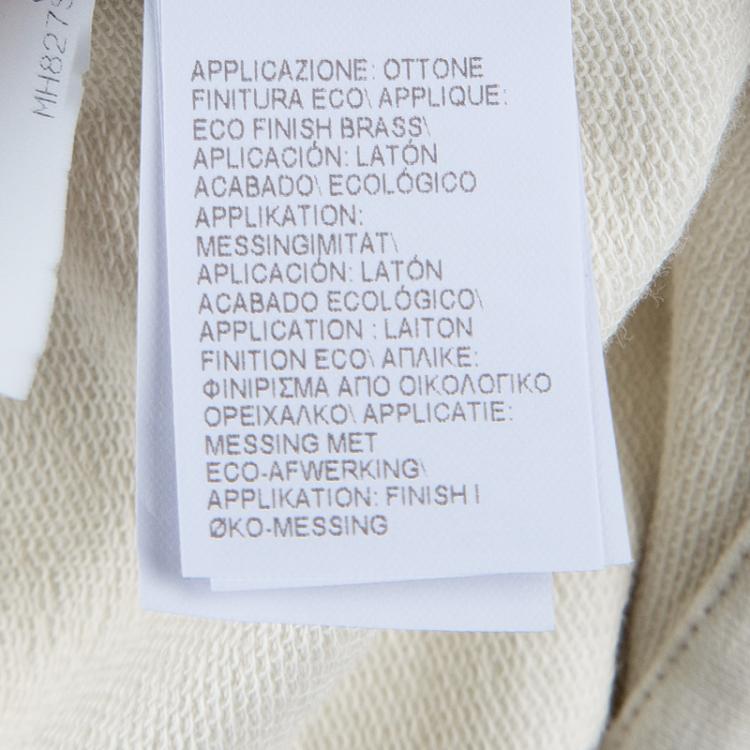 MH827
APPLICAZIONE: OTTONE
FINITURA ECO\ APPLIQUE:
ECO FINISH BRASS\
APLICACIÓN: LATÓN
ACABADO\ ECOLÓGICO
APPLIKATION:
MESSINGIMITAT\
APLICACIÓN: LATÓN
ACABADO ECOLÓGICO\
APPLICATION : LAITON
FINITION ECO\ ΑΠΛΙΚΕ:
ΦΙΝΙΡΙΣΜΑ ΑΠΟ ΟΙΚΟΛΟΓΙΚΟ
ΟΡΕΙΧΑΛΚΟ\ APPLICATIE:
MESSING MET
ECO-AFWERKING\
APPLIKATION: FINISH I
ØKO-MESSING